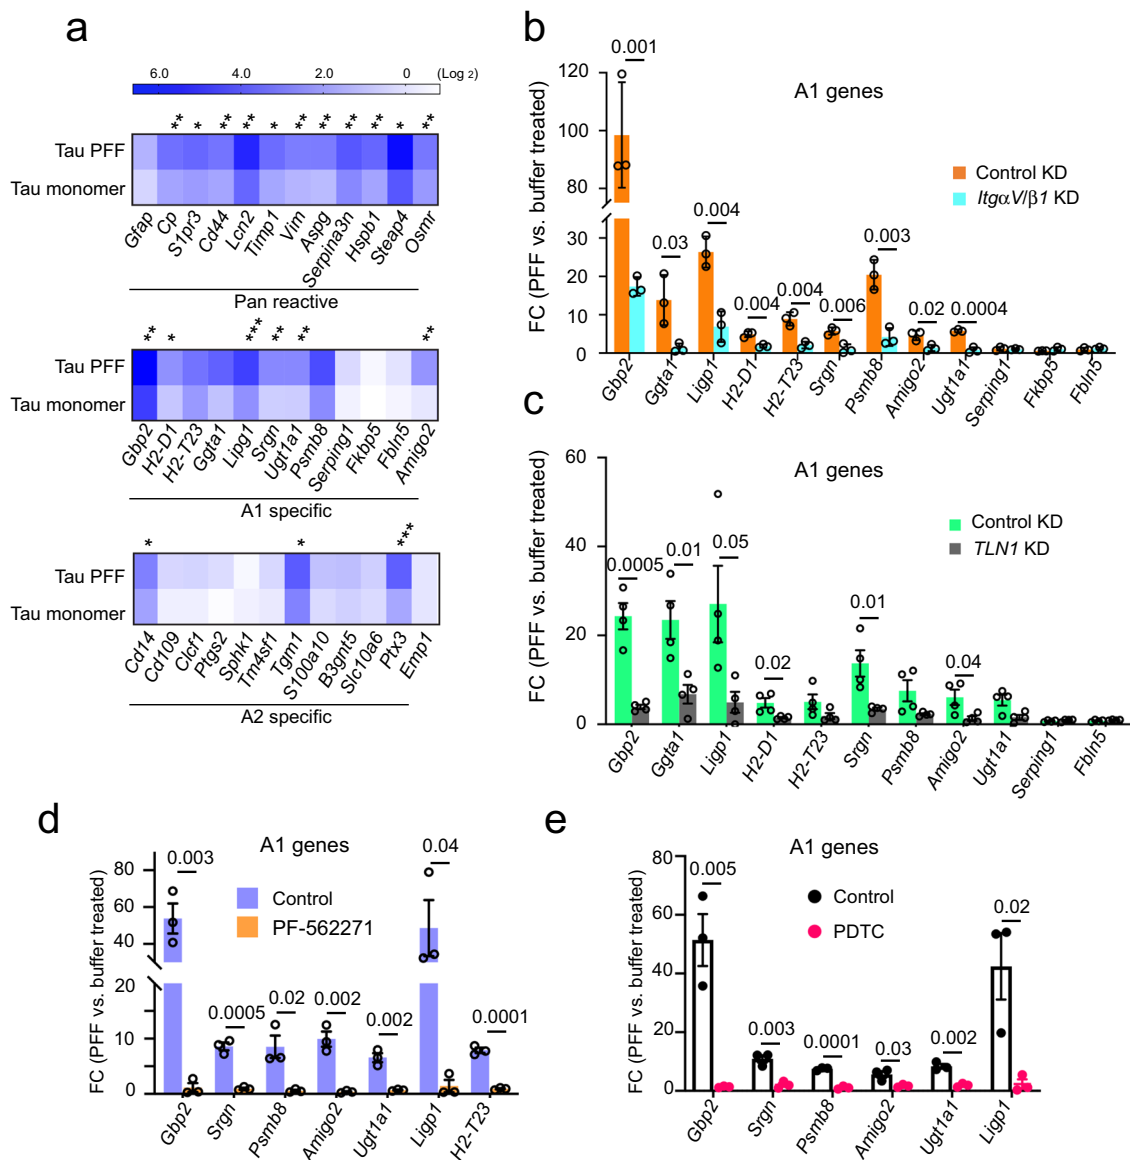 a
6.0 4.0 2.0 0 (Log 2)
** * ** ** * ** ** ** ** * **
Tau PFF
Tau monomer
Gfap Cp S1pr3 Cd44 Lcn2 Timp1 Vim Aspg Serpina3n Hspb1 Steap4 Osmr
Pan reactive
** * *** ** ** **
Tau PFF
Tau monomer
Gbp2 H2-D1 H2-T23 Ggta1 Lipg1 Srgn Ugt1a1 Psmb8 Serping1 Fkbp5 Fbln5 Amigo2
A1 specific
* * ***
Tau PFF
Tau monomer
Cd14 Cd109 Clcf1 Ptgs2 Sphk1 Tm4sf1 Tgm1 S100a10 B3gnt5 Slc10a6 Ptx3 Emp1
A2 specific
b
A1 genes
FC (PFF vs. buffer treated)
120
100
80
60
30
20
10
0
0.001 0.03 0.004 0.004 0.004 0.006 0.003 0.02 0.0004
Control KD
ItgαV/β1 KD
Gbp2 Ggta1 Ligp1 H2-D1 H2-T23 Srgn Psmb8 Amigo2 Ugt1a1 Serping1 Fkbp5 Fbln5
c
A1 genes
FC (PFF vs. buffer treated)
60
40
20
0
0.0005 0.01 0.05 0.02 0.01 0.04
Control KD
TLN1 KD
Gbp2 Ggta1 Ligp1 H2-D1 H2-T23 Srgn Psmb8 Amigo2 Ugt1a1 Serping1 Fbln5
d
A1 genes
FC (PFF vs. buffer treated)
80
60
40
20
10
0
0.003 0.0005 0.02 0.002 0.002 0.04 0.0001
Control
PF-562271
Gbp2 Srgn Psmb8 Amigo2 Ugt1a1 Ligp1 H2-T23
e
A1 genes
FC (PFF vs. buffer treated)
80
60
40
20
0
0.005 0.003 0.0001 0.03 0.002 0.02
Control
PDTC
Gbp2 Srgn Psmb8 Amigo2 Ugt1a1 Ligp1